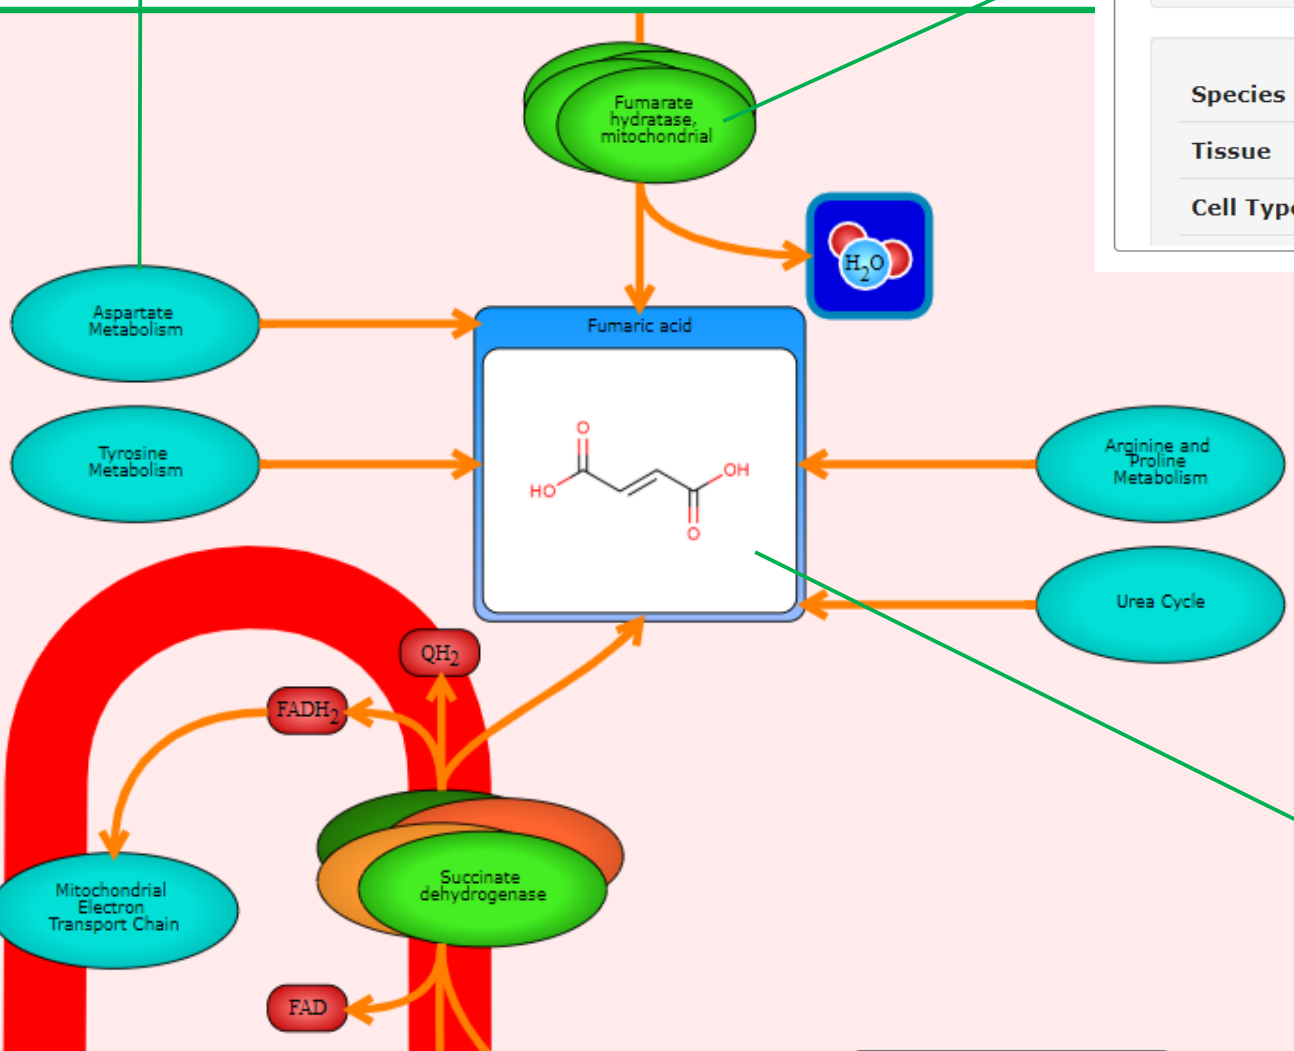 Fumarate
hydratase,
mitochondrial
Species
Tissue
Cell Type
H2O
Aspartate
Metabolism
Fumaric acid
Tyrosine
Metabolism
O
HO
OH
O
Arginine and
Proline
Metabolism
Urea Cycle
QH2
FADH2
Succinate
dehydrogenase
Mitochondrial
Electron
Transport Chain
FAD